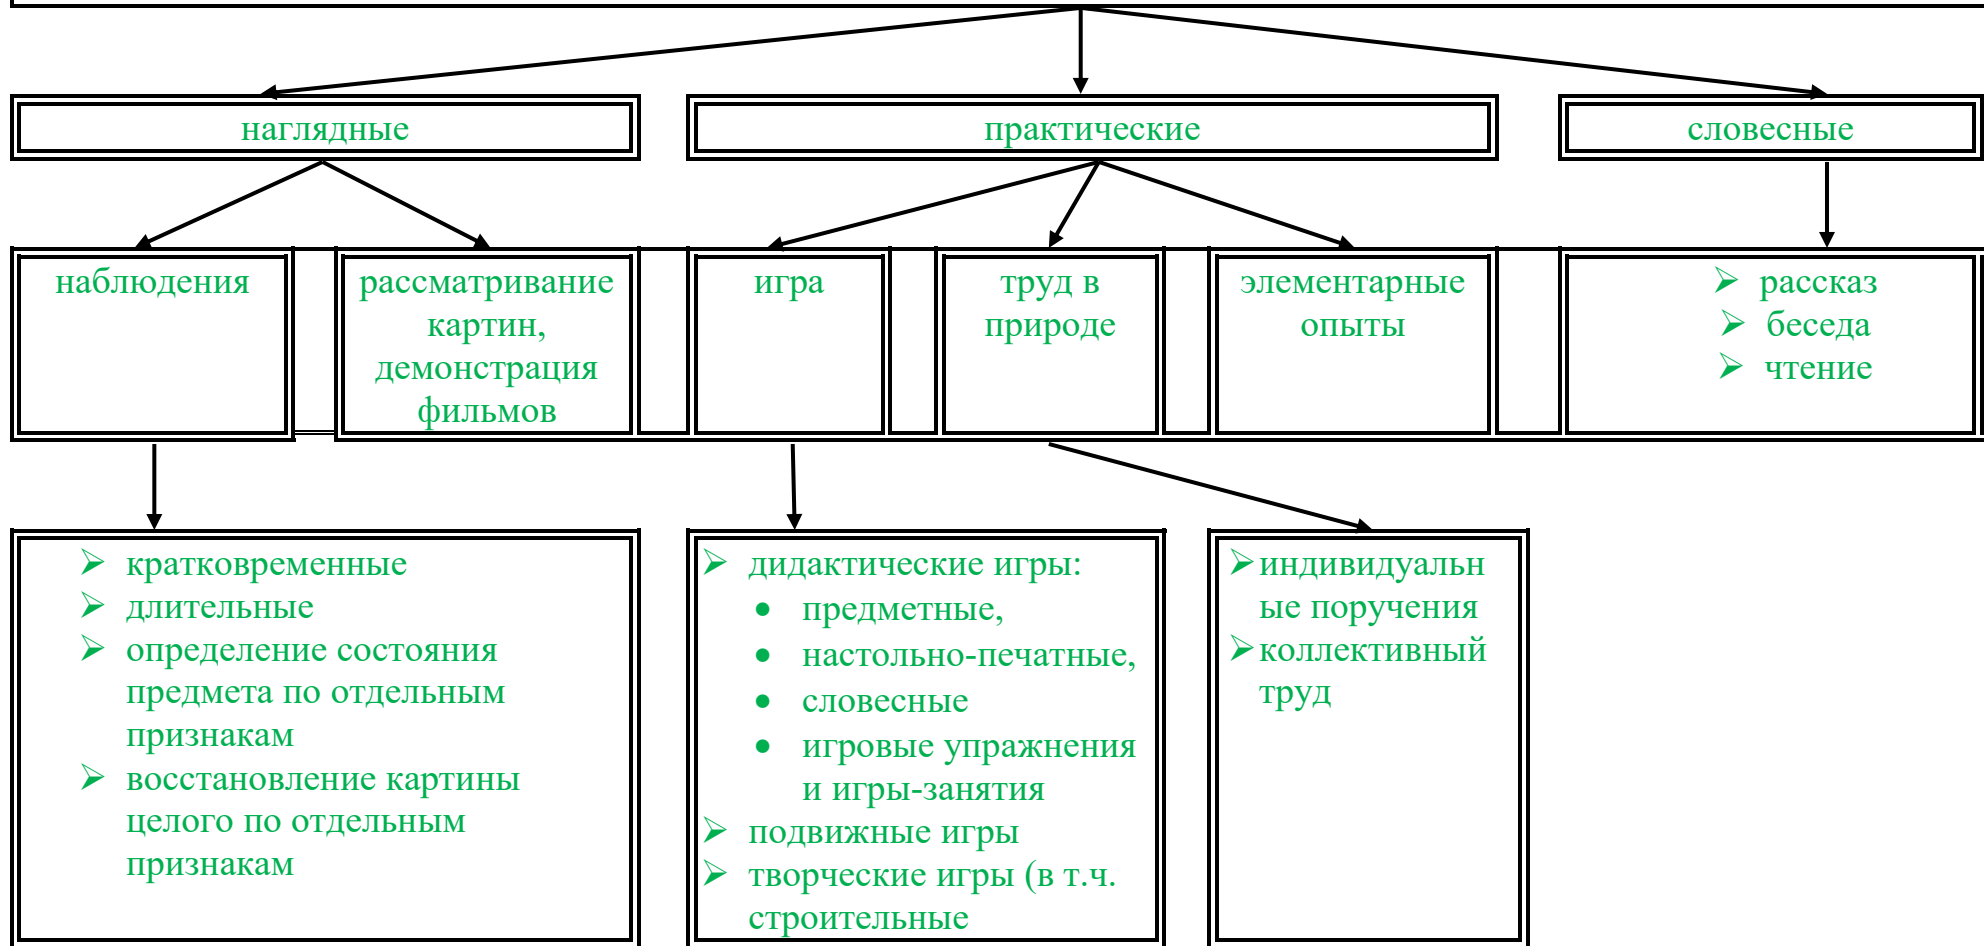 наглядные
практические
словесные
наблюдения
рассматривание
картин,
демонстрация
фильмов
игра
труд в
природе
элементарные
опыты
рассказ
беседа
чтение
кратковременные
длительные
определение состояния
предмета по отдельным
признакам
восстановление картины
целого по отдельным
признакам
дидактические игры:
предметные,
настольно-печатные,
словесные
игровые упражнения
и игры-занятия
подвижные игры
творческие игры (в т.ч.
строительные
индивидуальн
ые поручения
коллективный
труд